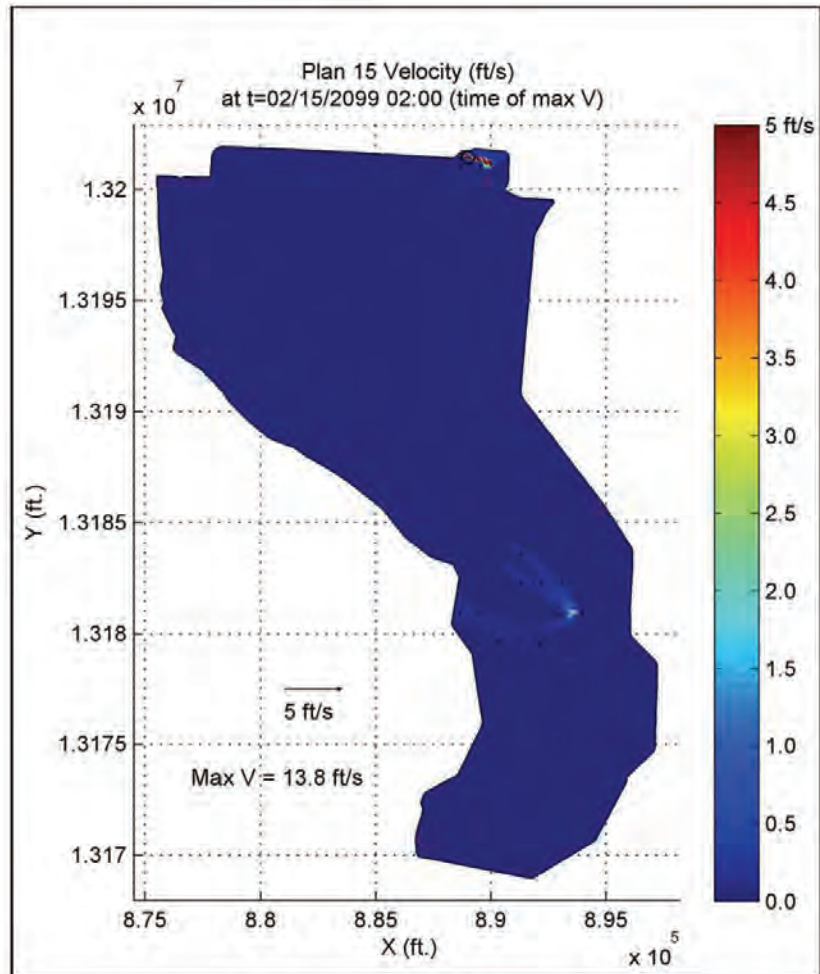 Plan 15 Velocity (ft/s)
x 10^7
at t=02/15/2099 02:00 (time of max V)
5 ft/s
4.5
4.0
3.5
3.0
2.5
2.0
1.5
1.0
0.5
0.0
1.32
1.3195
1.319
1.3185
1.318
1.3175
1.317
Y (ft.)
5 ft/s
Max V = 13.8 ft/s
8.75
8.8
8.85
8.9
8.95
X (ft.)
x 10^5